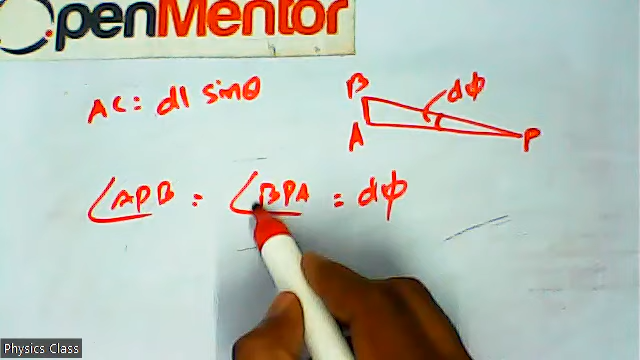 OpenMentor
AC = dl sinθ
B
dϕ
A
P
∠APB = ∠BPA = dϕ
Physics Class